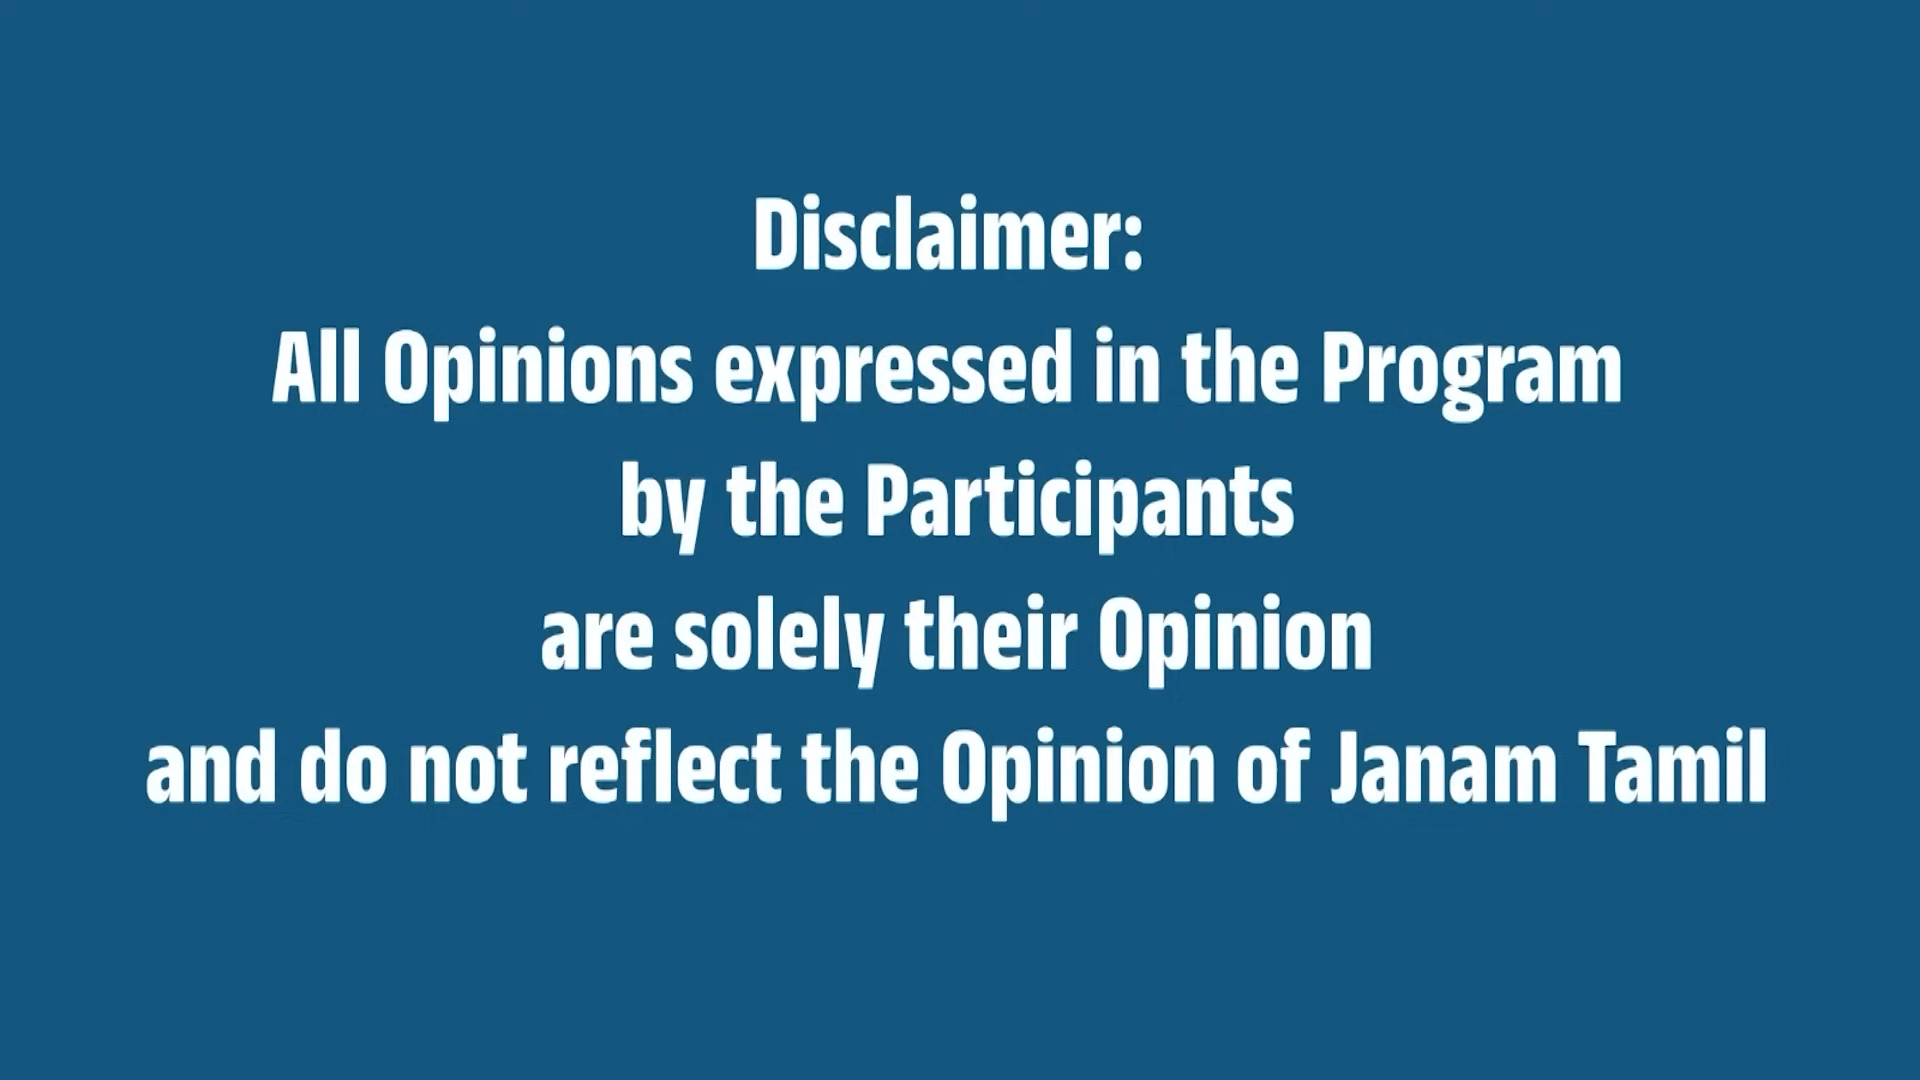 Disclaimer:
All Opinions expressed in the Program
by the Participants
are solely their Opinion
and do not reflect the Opinion of Janam Tamil